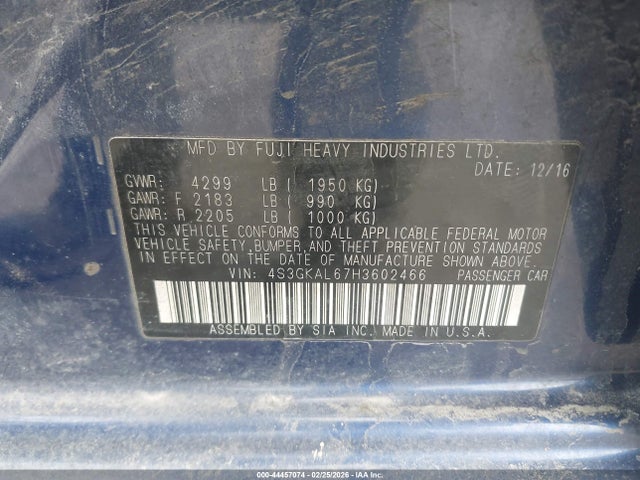 MFD BY FUJI HEAVY INDUSTRIES LTD.
DATE: 12/16
GVWR: 4299 LB ( 1950 KG)
GAWR: F 2183 LB ( 990 KG)
GAWR: R 2205 LB ( 1000 KG)
THIS VEHICLE CONFORMS TO ALL APPLICABLE FEDERAL MOTOR
VEHICLE SAFETY, BUMPER, AND THEFT PREVENTION STANDARDS
IN EFFECT ON THE DATE OF MANUFACTURE SHOWN ABOVE.
VIN: 4S3GKAL67H3602466 PASSENGER CAR
ASSEMBLED BY SIA INC. MADE IN U.S.A.
000-44457074 - 02/25/2026 - IAAI.COM